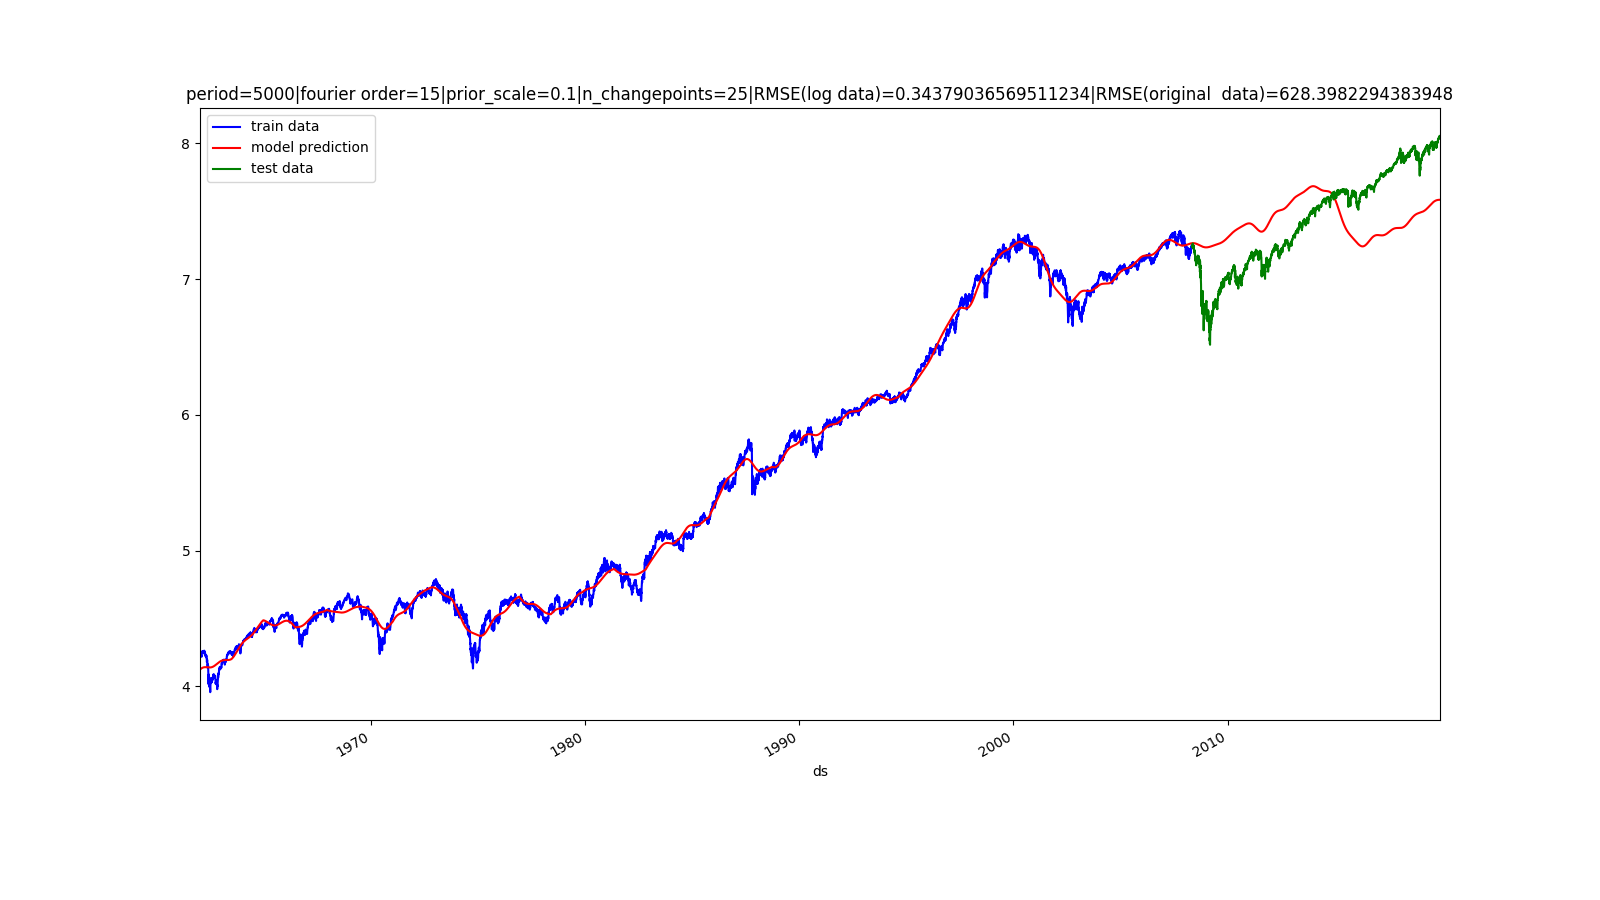 period=5000|fourier order=15|prior_scale=0.1|n_changepoints=25|RMSE(log data)=0.34379036569511234|RMSE(original  data)=628.3982294383948
train data
model prediction
test data
8
7
6
5
4
1970
1980
1990
2000
2010
ds